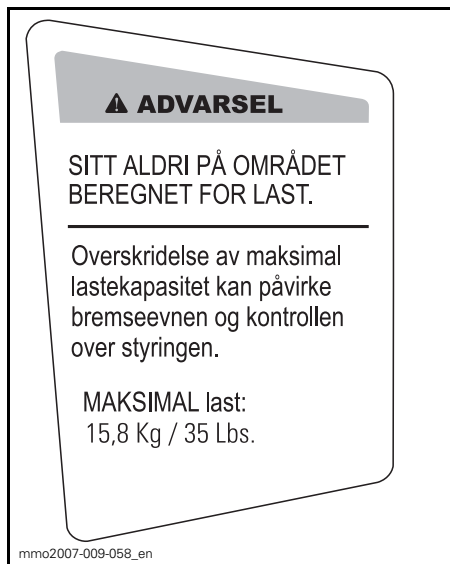 ⚠ ADVARSEL
SITT ALDRI PÅ OMRÅDET
BEREGNET FOR LAST.
Overskridelse av maksimal
lastekapasitet kan påvirke
bremseevnen og kontrollen
over styringen.
MAKSIMAL last:
15,8 Kg / 35 Lbs.
mmo2007-009-058_en